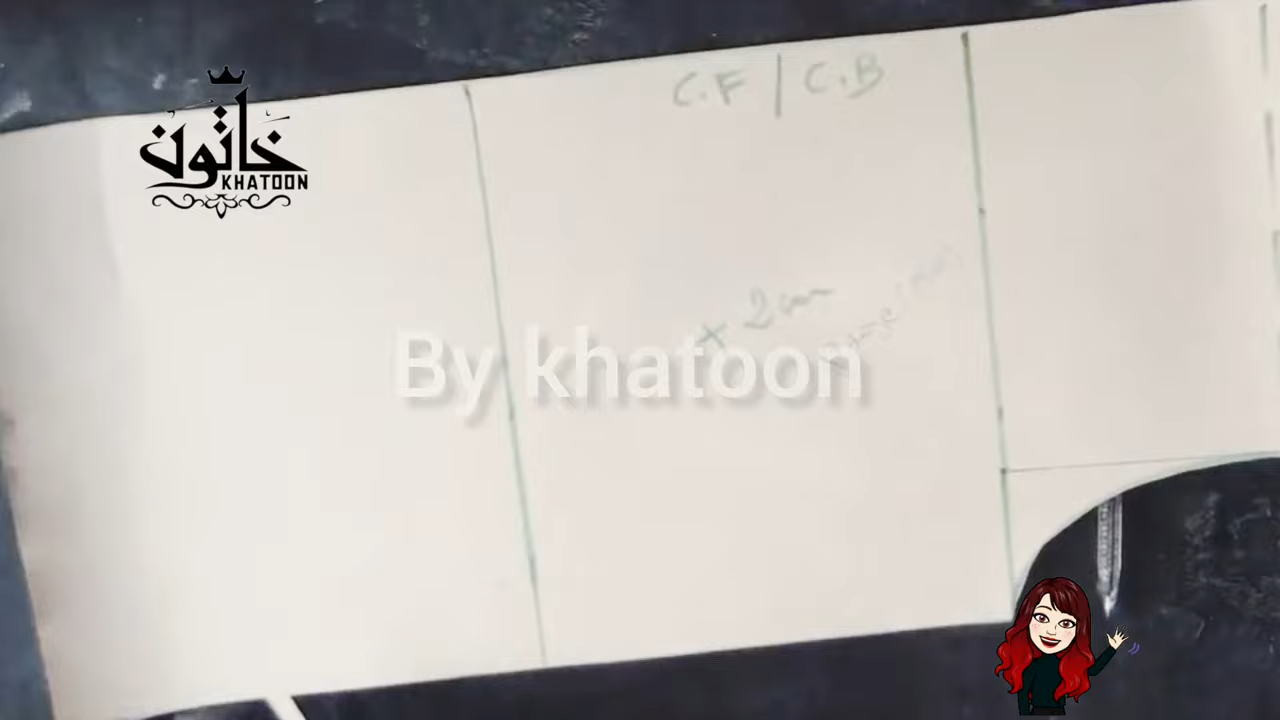 C.F / C.B
خاتون
KHATOON
+ 2cm
By khatoon